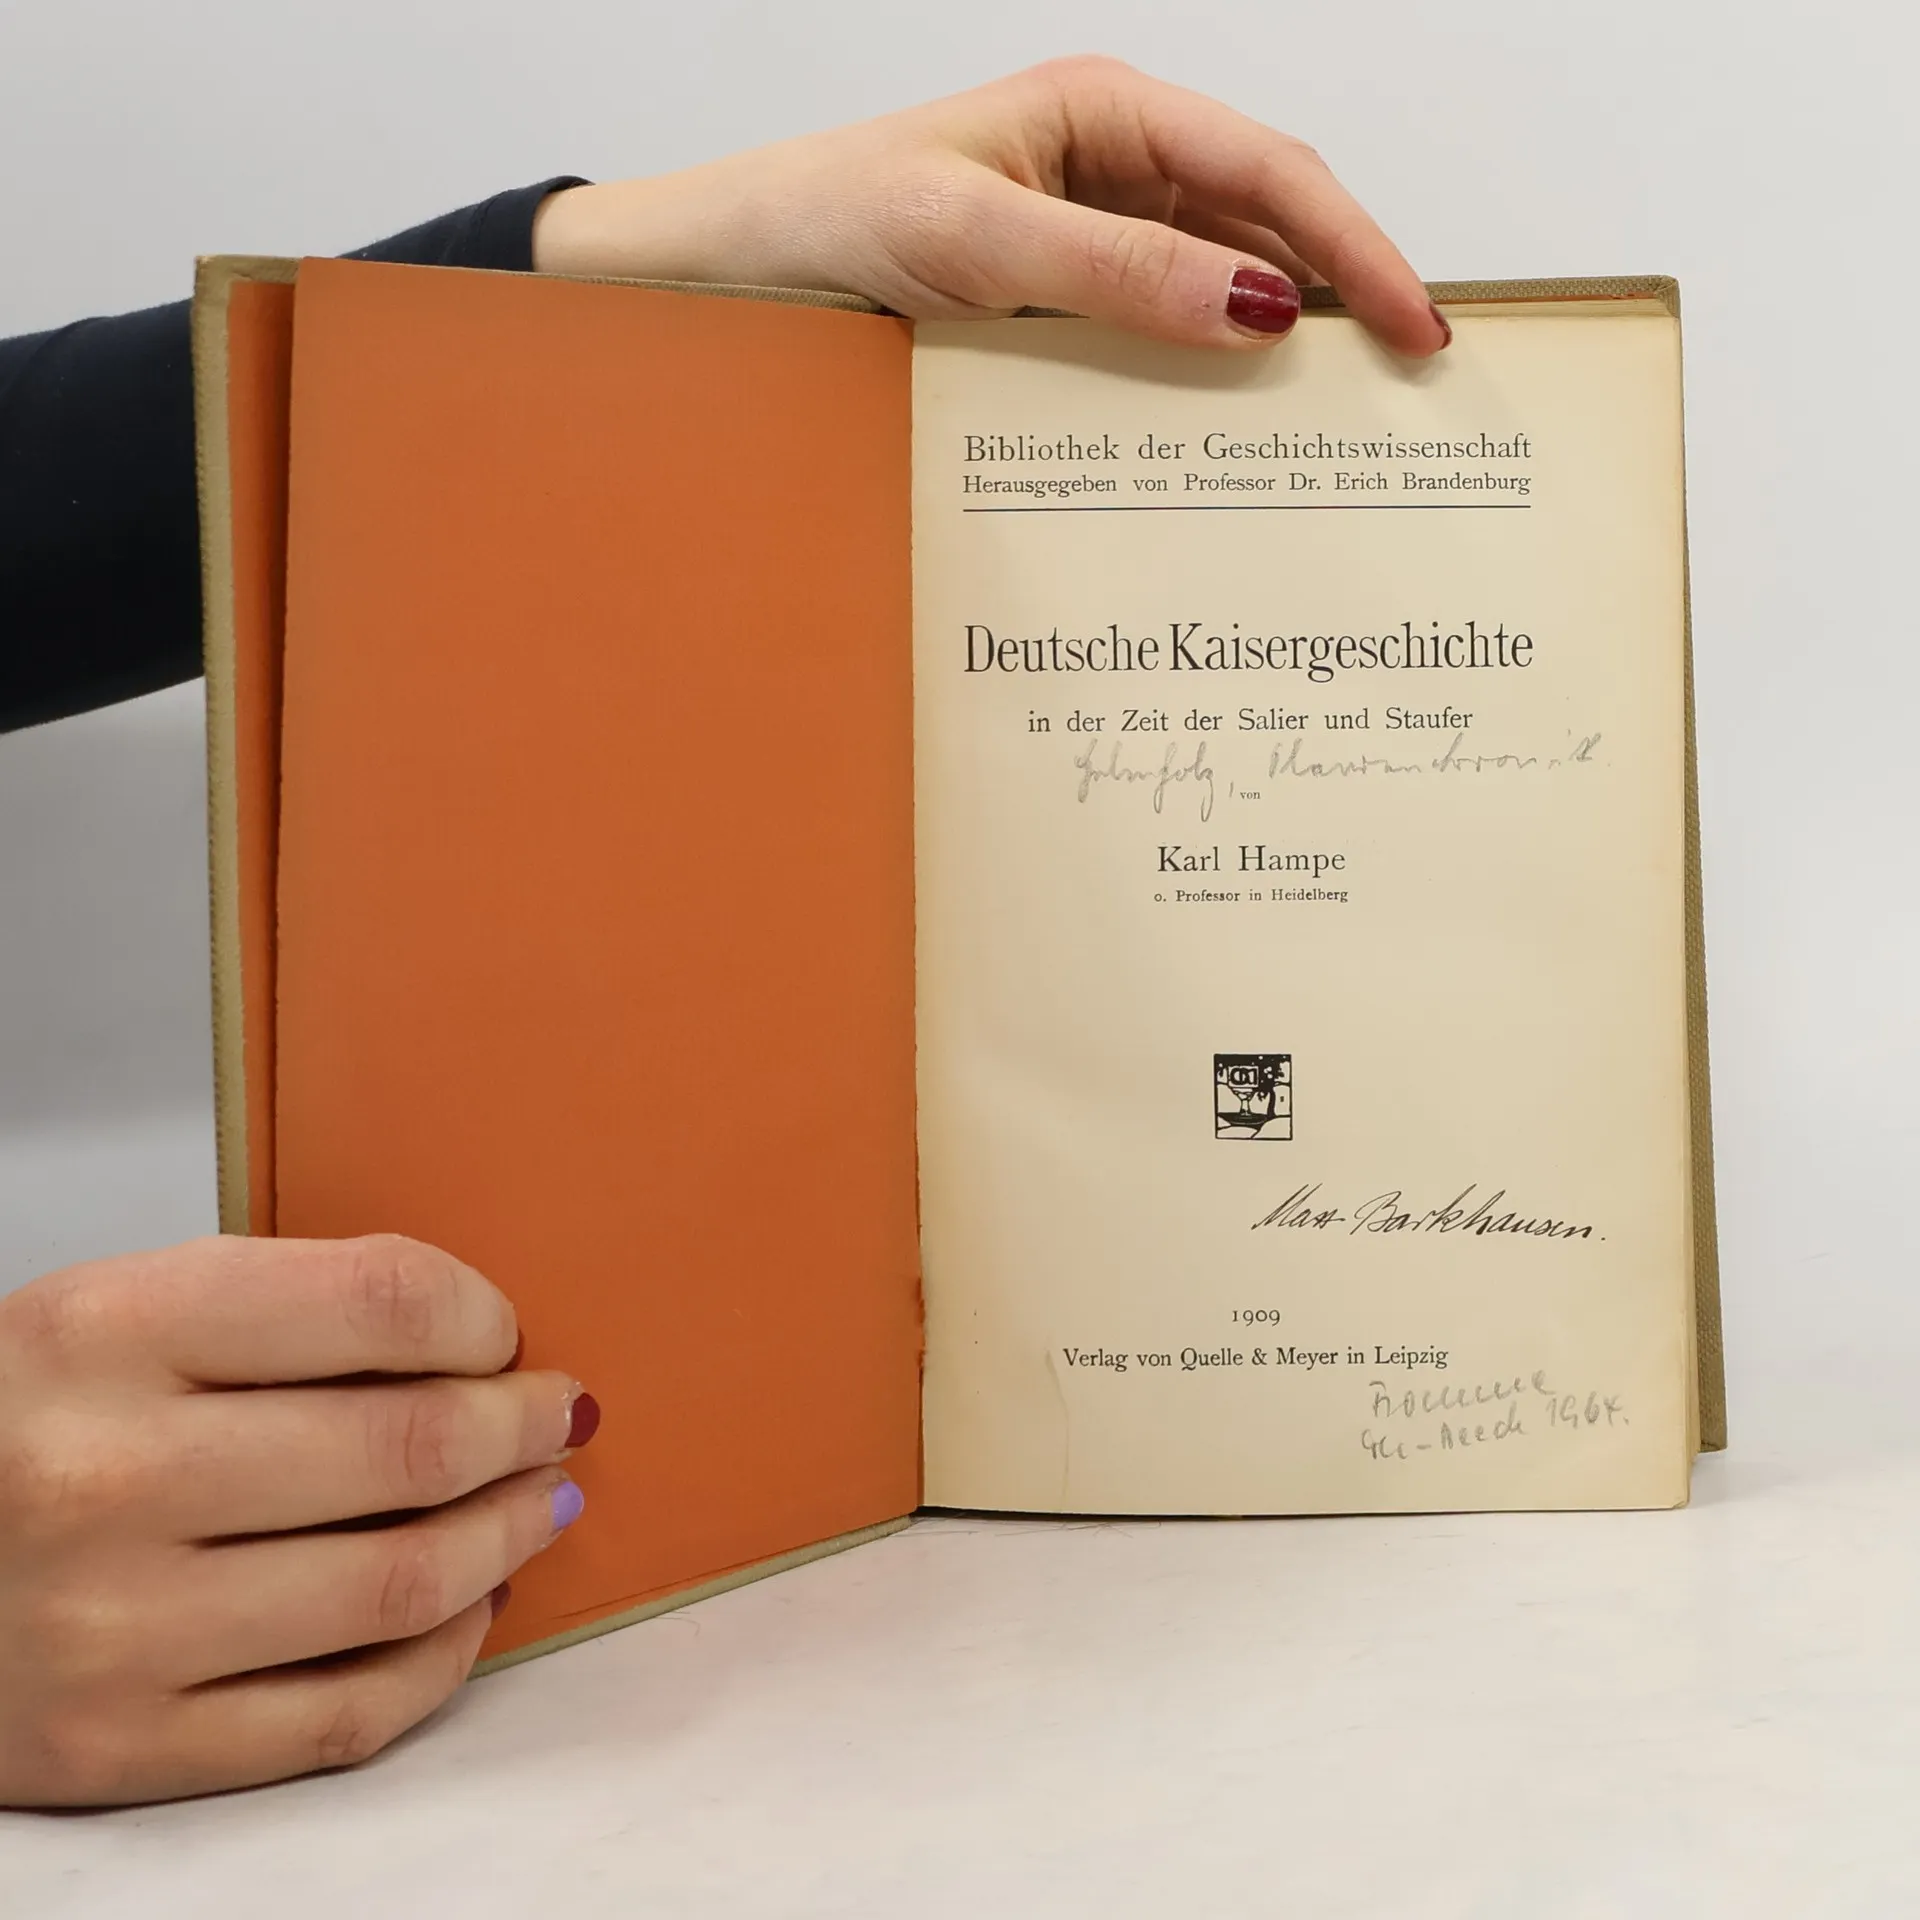 Bibliothek der Geschichtswissenschaft
Herausgegeben von Professor Dr. Erich Brandenburg
Deutsche Kaisergeschichte
in der Zeit der Salier und Staufer
Helmholz,
von
Karl Hampe
o. Professor in Heidelberg
Max Barkhausen.
1909
Verlag von Quelle & Meyer in Leipzig
1964.